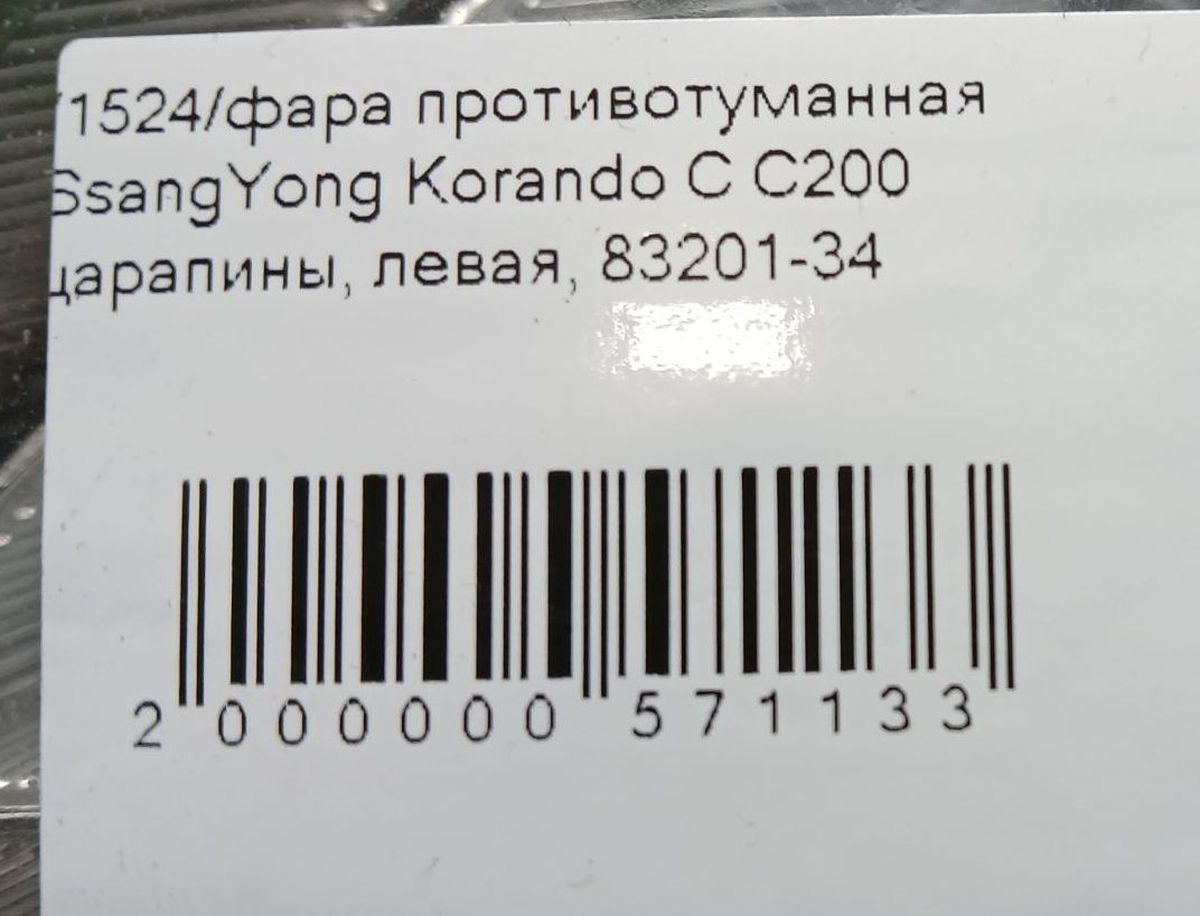 1524/фара противотуманная
SsangYong Korando C C200
царапины, левая, 83201-34
2 000000 571133